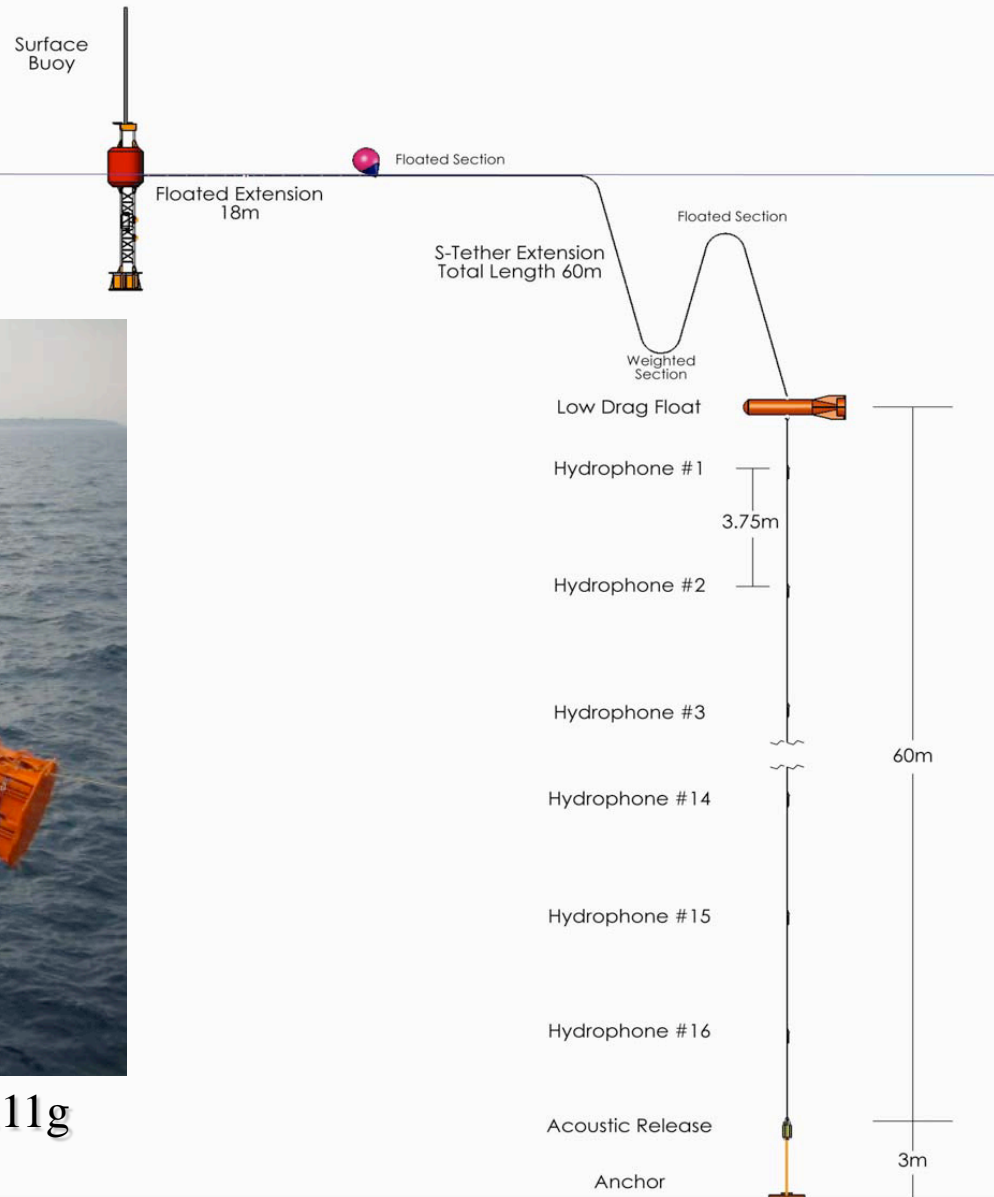 Surface
Buoy
Floated Section
Floated Extension
18m
Floated Section
S-Tether Extension
Total Length 60m
Weighted
Section
Low Drag Float
Hydrophone #1
3.75m
Hydrophone #2
Hydrophone #3
60m
Hydrophone #14
Hydrophone #15
Hydrophone #16
11g
Acoustic Release
3m
Anchor